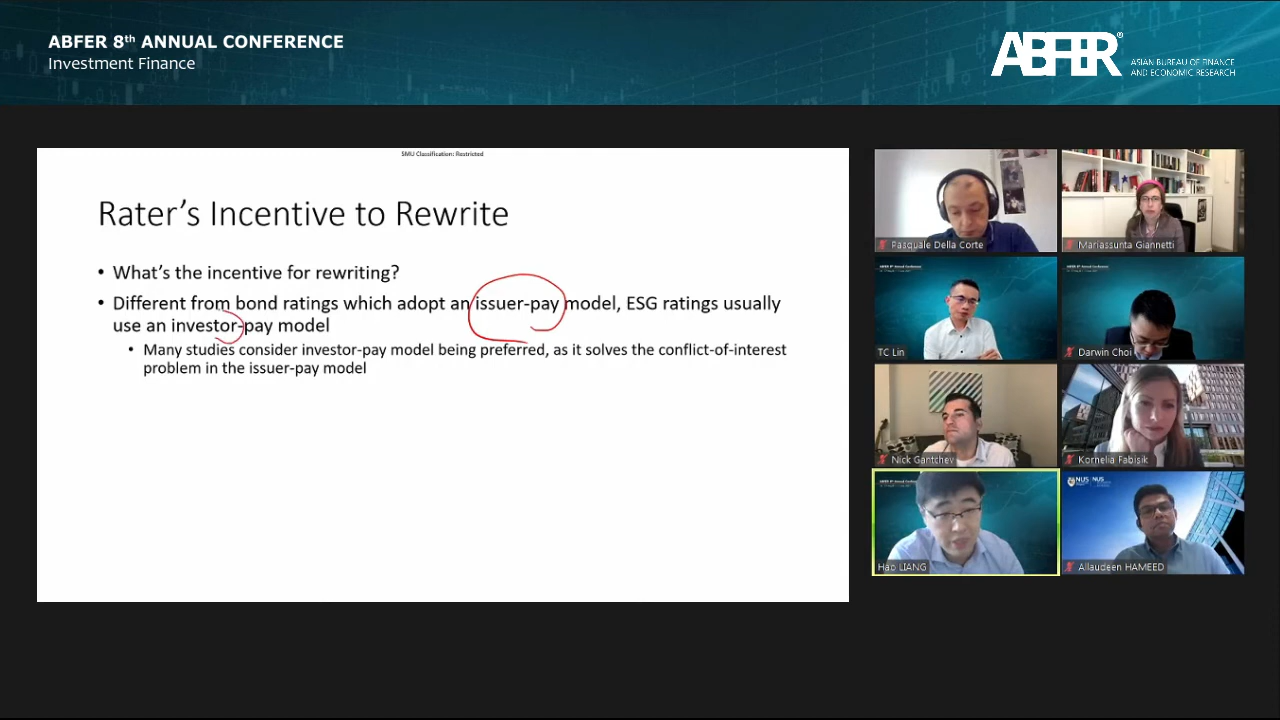 ABFER 8th ANNUAL CONFERENCE
Investment Finance
ABFER®
ASIAN BUREAU OF FINANCE
AND ECONOMIC RESEARCH
SMU Classification: Restricted
Rater's Incentive to Rewrite
• What's the incentive for rewriting?
• Different from bond ratings which adopt an issuer-pay model, ESG ratings usually
use an investor-pay model
• Many studies consider investor-pay model being preferred, as it solves the conflict-of-interest
problem in the issuer-pay model
Pasquale Della Corte
Mariassunta Giannetti
TC Lin
Darwin Choi
Nick Gantchev
Kornelia Fabisik
Hao LIANG
NUS
NUS
Allaudeen HAMEED